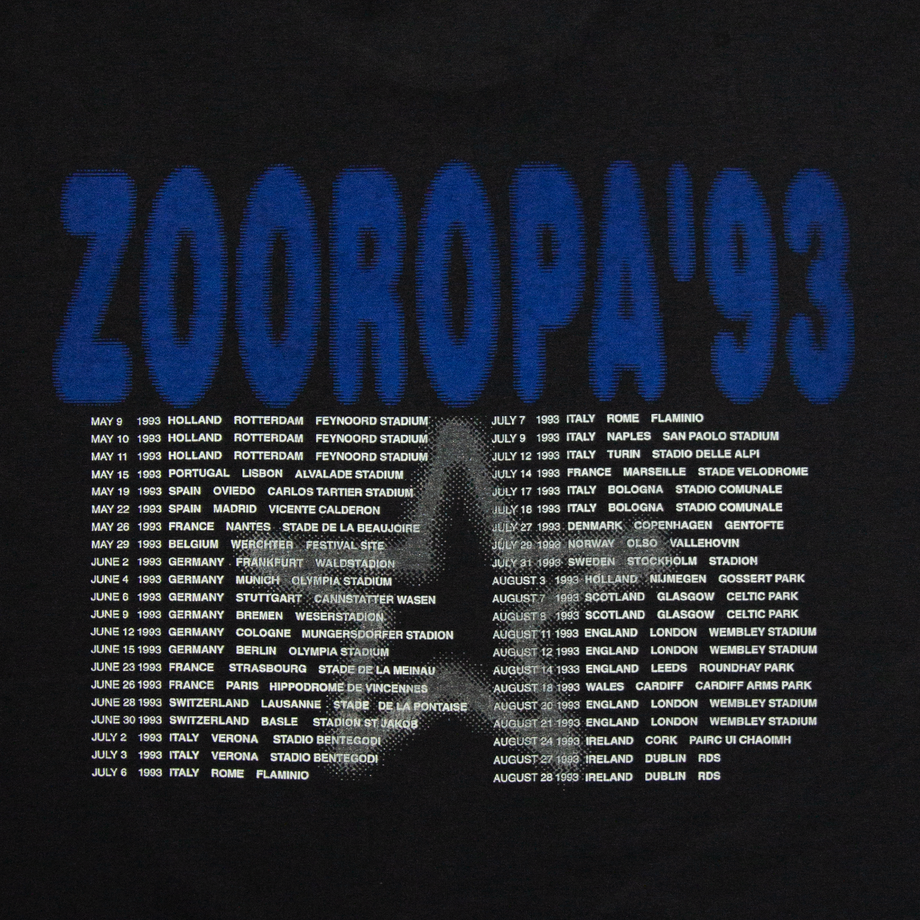 ZOOROPA'93
MAY 9 1993 HOLLAND ROTTERDAM FEYNOORD STADIUM
MAY 10 1993 HOLLAND ROTTERDAM FEYNOORD STADIUM
MAY 11 1993 HOLLAND ROTTERDAM FEYNOORD STADIUM
MAY 15 1993 PORTUGAL LISBON ALVALADE STADIUM
MAY 19 1993 SPAIN OVIEDO CARLOS TARTIER STADIUM
MAY 22 1993 SPAIN MADRID VICENTE CALDERON
MAY 26 1993 FRANCE NANTES STADE DE LA BEAUJOIRE
MAY 29 1993 BELGIUM WERCHTER FESTIVAL SITE
JUNE 2 1993 GERMANY FRANKFURT WALDSTADION
JUNE 4 1993 GERMANY MUNICH OLYMPIA STADIUM
JUNE 6 1993 GERMANY STUTTGART CANNSTATTER WASEN
JUNE 9 1993 GERMANY BREMEN WESERSTADION
JUNE 12 1993 GERMANY COLOGNE MUNGERSDORFER STADION
JUNE 15 1993 GERMANY BERLIN OLYMPIA STADIUM
JUNE 23 1993 FRANCE STRASBOURG STADE DE LA MEINAU
JUNE 26 1993 FRANCE PARIS HIPPODROME DE VINCENNES
JUNE 28 1993 SWITZERLAND LAUSANNE STADE DE LA PONTAISE
JUNE 30 1993 SWITZERLAND BASLE STADION ST JAKOB
JULY 2 1993 ITALY VERONA STADIO BENTEGODI
JULY 3 1993 ITALY VERONA STADIO BENTEGODI
JULY 6 1993 ITALY ROME FLAMINIO
JULY 7 1993 ITALY ROME FLAMINIO
JULY 9 1993 ITALY NAPLES SAN PAOLO STADIUM
JULY 12 1993 ITALY TURIN STADIO DELLE ALPI
JULY 14 1993 FRANCE MARSEILLE STADE VELODROME
JULY 17 1993 ITALY BOLOGNA STADIO COMUNALE
JULY 18 1993 ITALY BOLOGNA STADIO COMUNALE
JULY 27 1993 DENMARK COPENHAGEN GENTOFTE
JULY 29 1993 NORWAY OLSO VALLEHOVIN
JULY 31 1993 SWEDEN STOCKHOLM STADION
AUGUST 3 1993 HOLLAND NIJMEGEN GOSSERT PARK
AUGUST 7 1993 SCOTLAND GLASGOW CELTIC PARK
AUGUST 8 1993 SCOTLAND GLASGOW CELTIC PARK
AUGUST 11 1993 ENGLAND LONDON WEMBLEY STADIUM
AUGUST 12 1993 ENGLAND LONDON WEMBLEY STADIUM
AUGUST 14 1933 ENGLAND LEEDS ROUNDHAY PARK
AUGUST 18 1993 WALES CARDIFF CARDIFF ARMS PARK
AUGUST 20 1993 ENGLAND LONDON WEMBLEY STADIUM
AUGUST 21 1993 ENGLAND LONDON WEMBLEY STADIUM
AUGUST 24 1993 IRELAND CORK PAIRC UI CHAOIMH
AUGUST 27 1993 IRELAND DUBLIN RDS
AUGUST 28 1993 IRELAND DUBLIN RDS